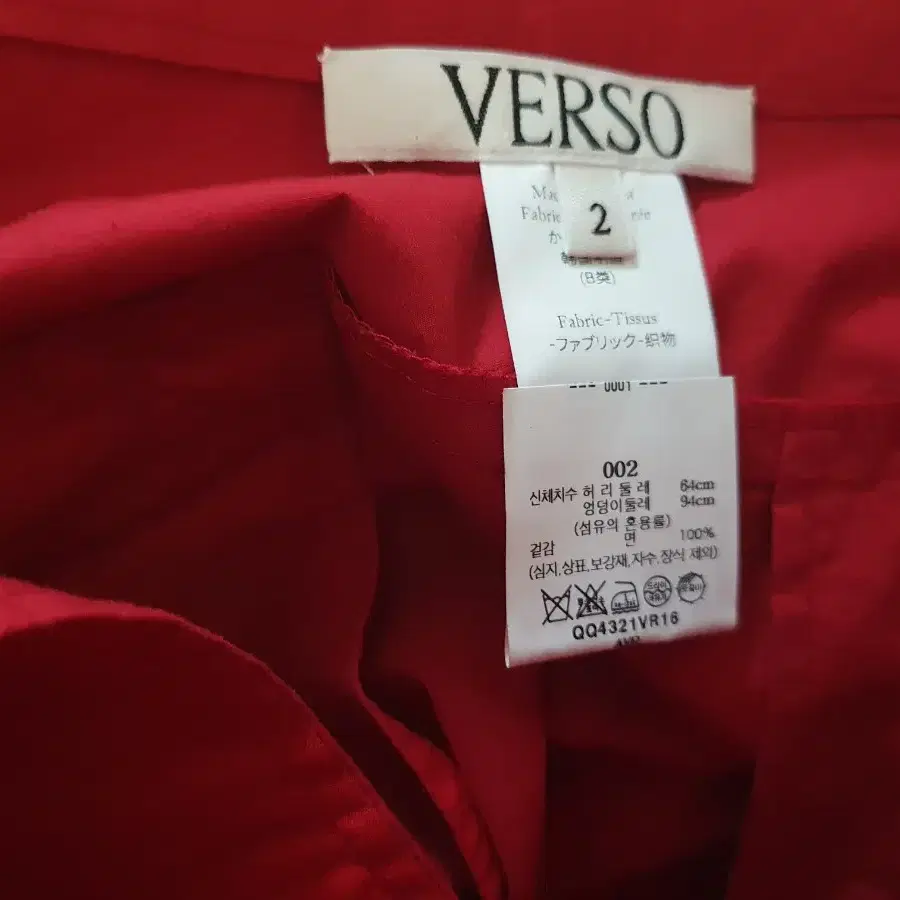 VERSO
2
(B类)
Fabric-Tissus
-ファブリック-织物
--- 0001 ---
002
신체치수 허 리 둘 레 64cm
엉덩이둘레 94cm
(섬유의 혼용률)
겉감 면 100%
(심지,상표,보강재,자수,장식 제외)
QQ4321VR16